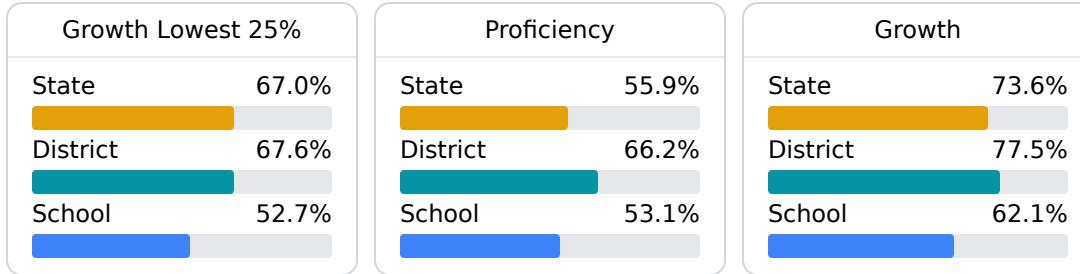 Growth Lowest 25%
State 67.0%
District 67.6%
School 52.7%
Proficiency
State 55.9%
District 66.2%
School 53.1%
Growth
State 73.6%
District 77.5%
School 62.1%